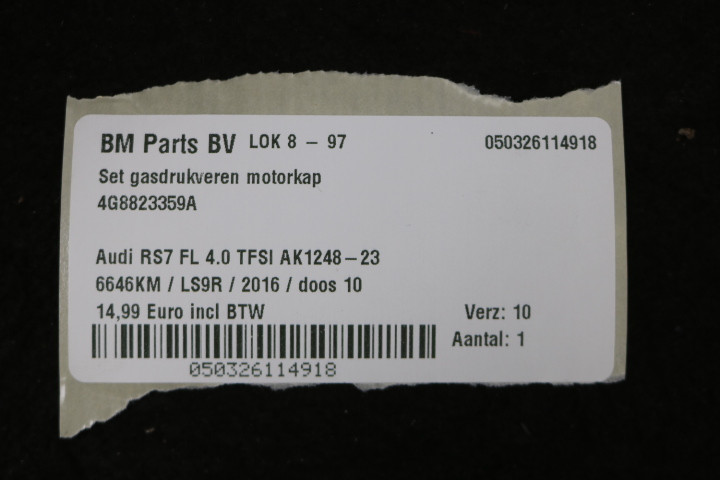 BM Parts BV LOK 8 - 97 050326114918
Set gasdrukveren motorkap
4G8823359A
Audi RS7 FL 4.0 TFSI AK1248-23
6646KM / LS9R / 2016 / doos 10
14,99 Euro incl BTW Verz: 10
Aantal: 1
050326114918